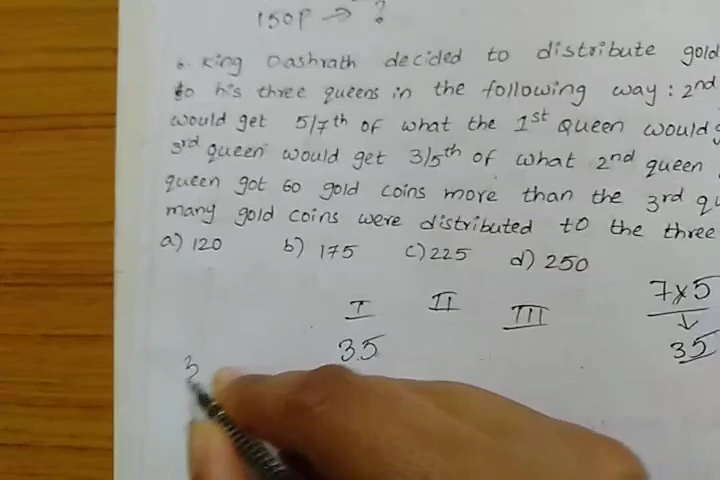 150P → ?
6. King Dashrath decided to distribute gold
to his three queens in the following way: 2nd
would get 5/7th of what the 1st Queen would
3rd queen would get 3/5th of what 2nd queen
queen got 60 gold coins more than the 3rd qu
many gold coins were distributed to the three
a) 120 b) 175 c) 225 d) 250
I II III 7x5
35 35
3